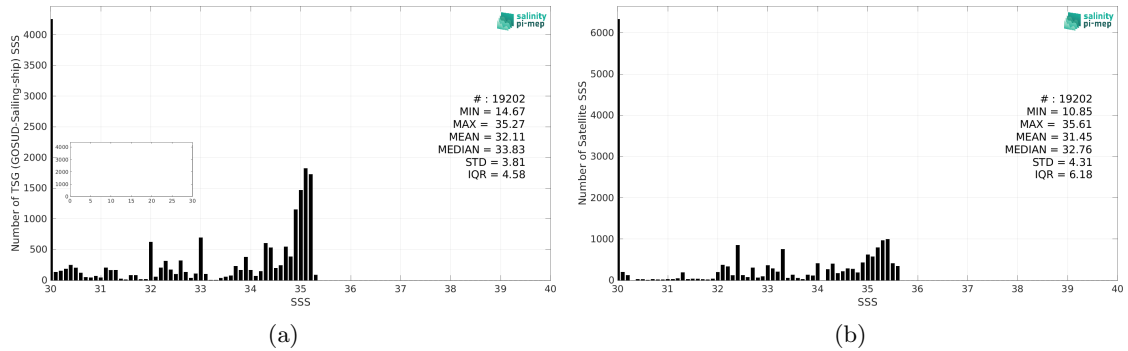 4500
4000
3500
3000
2500
2000
1500
1000
500
0
Number of TSG (GOSUD-Sailing-ship) SSS
salinity
pi-mep
# : 19202
MIN = 14.67
MAX = 35.27
MEAN = 32.11
MEDIAN = 33.83
STD = 3.81
IQR = 4.58
4000
3000
2000
1000
0
0 5 10 15 20 25 30
30 31 32 33 34 35 36 37 38 39 40
SSS
(a)
6000
5000
4000
3000
2000
1000
0
Number of Satellite SSS
salinity
pi-mep
# : 19202
MIN = 10.85
MAX = 35.61
MEAN = 31.45
MEDIAN = 32.76
STD = 4.31
IQR = 6.18
30 31 32 33 34 35 36 37 38 39 40
SSS
(b)